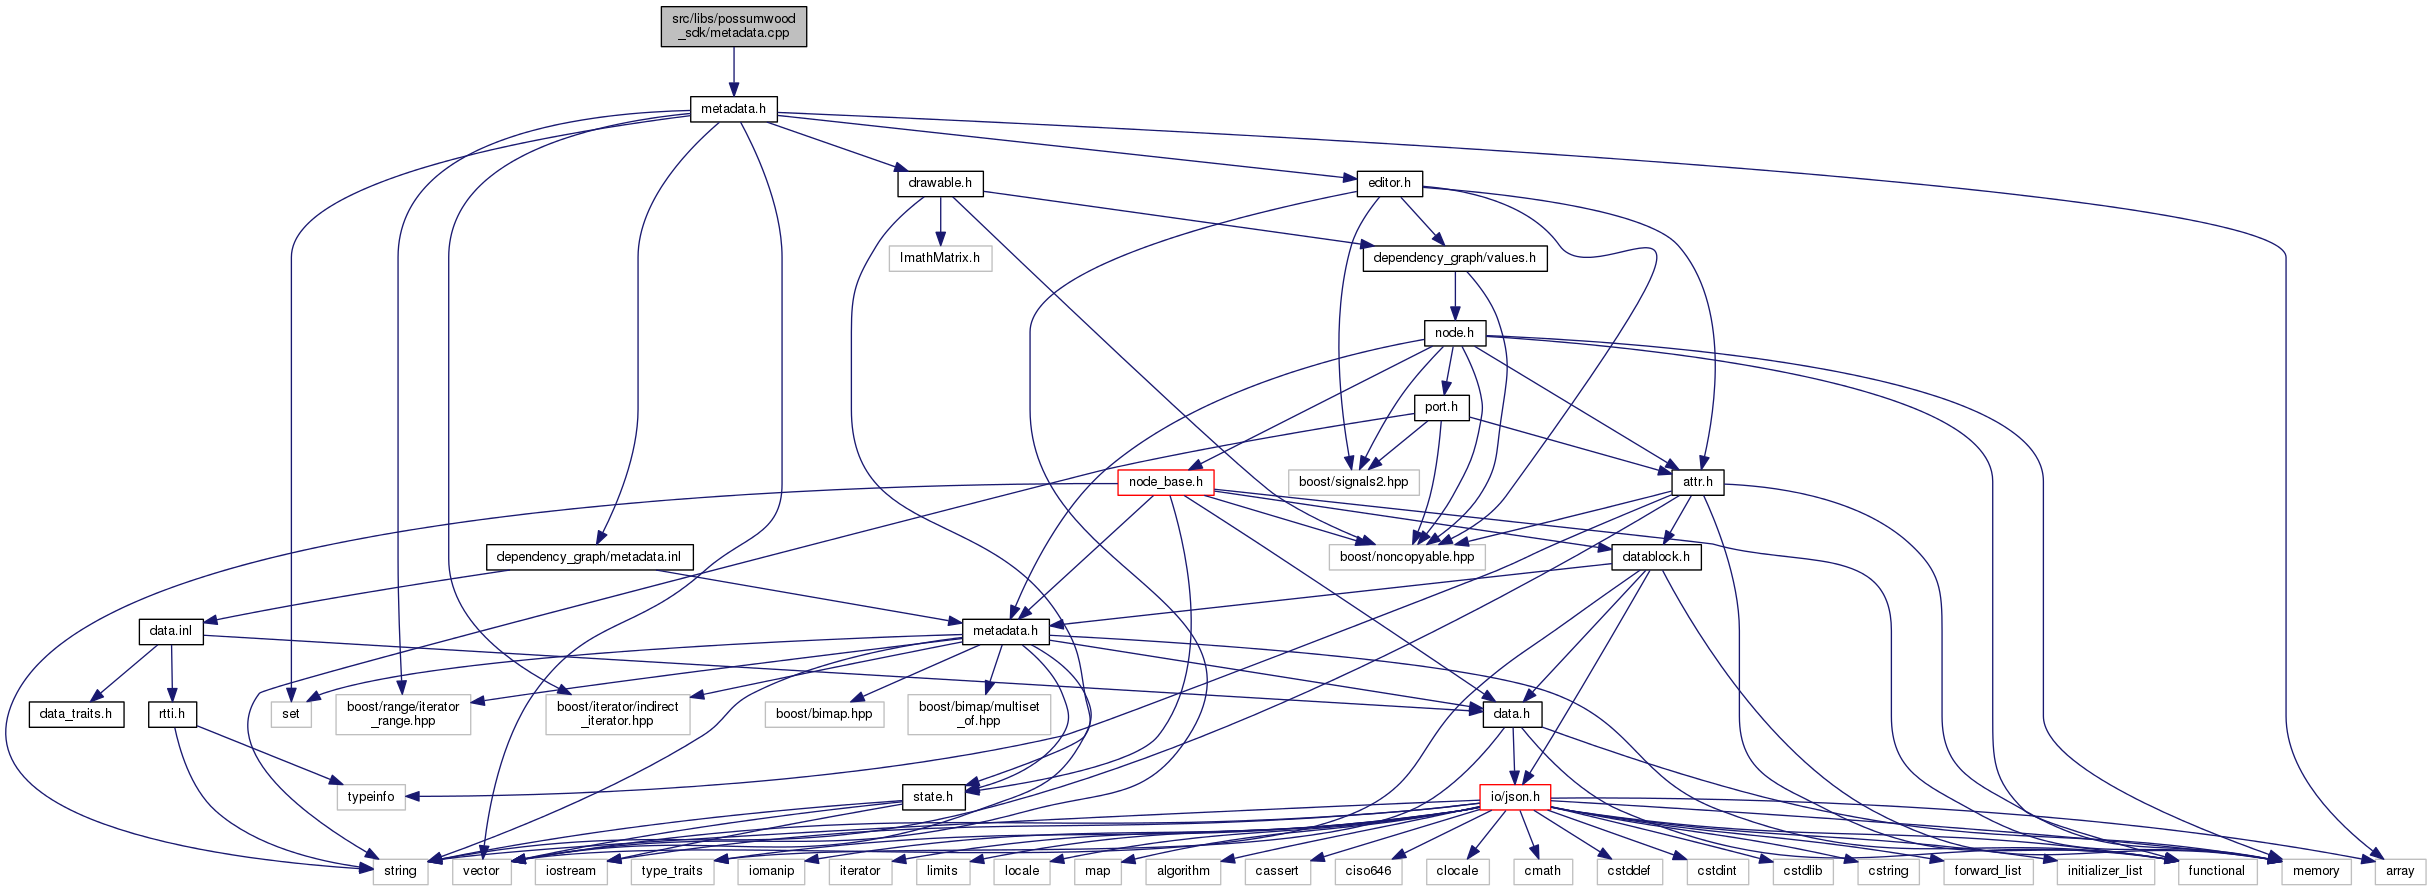 src/libs/possumwood
_sdk/metadata.cpp
metadata.h
drawable.h
editor.h
ImathMatrix.h
dependency_graph/values.h
node.h
port.h
node_base.h
boost/signals2.hpp
attr.h
dependency_graph/metadata.inl
boost/noncopyable.hpp
datablock.h
data.inl
metadata.h
data_traits.h
rtti.h
set
boost/range/iterator
_range.hpp
boost/iterator/indirect
_iterator.hpp
boost/bimap.hpp
boost/bimap/multiset
_of.hpp
data.h
typeinfo
state.h
io/json.h
string
vector
iostream
type_traits
iomanip
iterator
limits
locale
map
algorithm
cassert
ciso646
clocale
cmath
cstddef
cstdint
cstdlib
cstring
forward_list
initializer_list
functional
memory
array